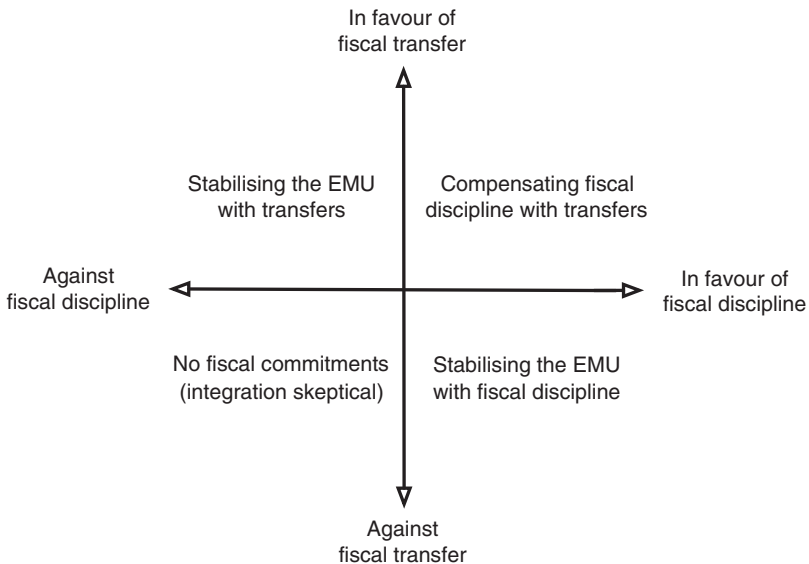 In favour of
fiscal transfer
Stabilising the EMU
with transfers
Compensating fiscal
discipline with transfers
Against
fiscal discipline
In favour of
fiscal discipline
No fiscal commitments
(integration skeptical)
Stabilising the EMU
with fiscal discipline
Against
fiscal transfer